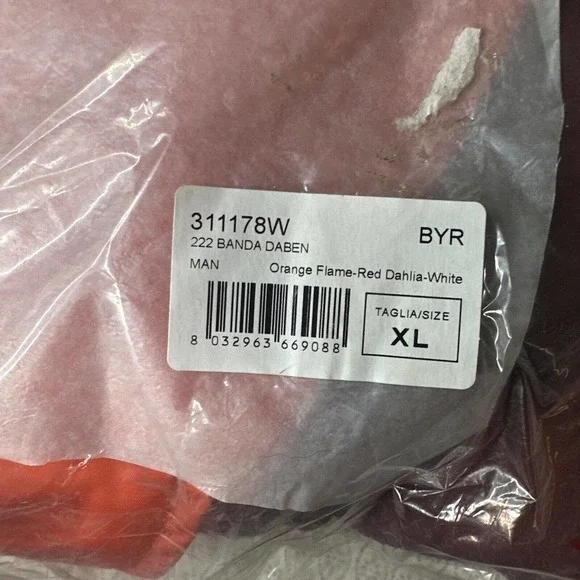 311178W BYR
222 BANDA DABEN
MAN Orange Flame-Red Dahlia-White
TAGLIA/SIZE
XL
8 032963 669088